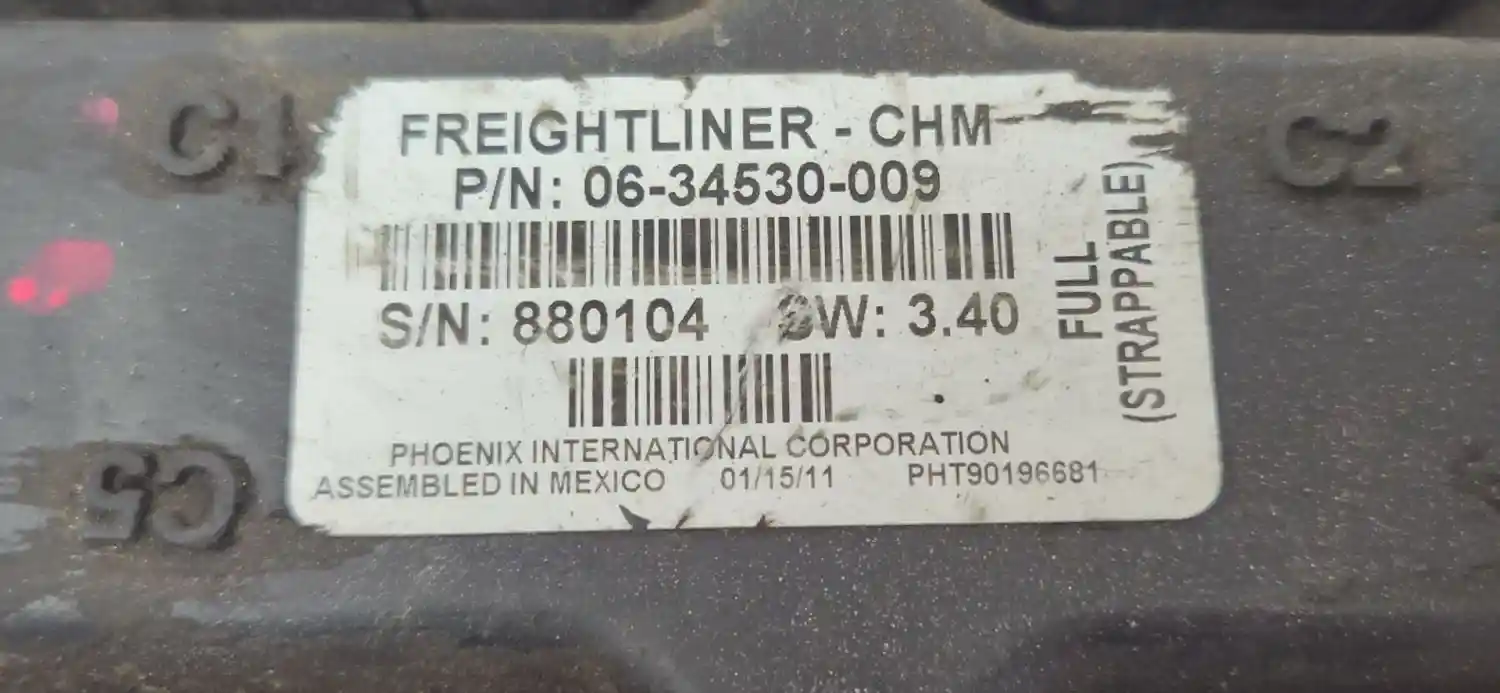 C1
C2
FREIGHTLINER - CHM
P/N: 06-34530-009
S/N: 880104 SW: 3.40
FULL
(STRAPPABLE)
PHOENIX INTERNATIONAL CORPORATION
ASSEMBLED IN MEXICO 01/15/11 PHT90196681
C5